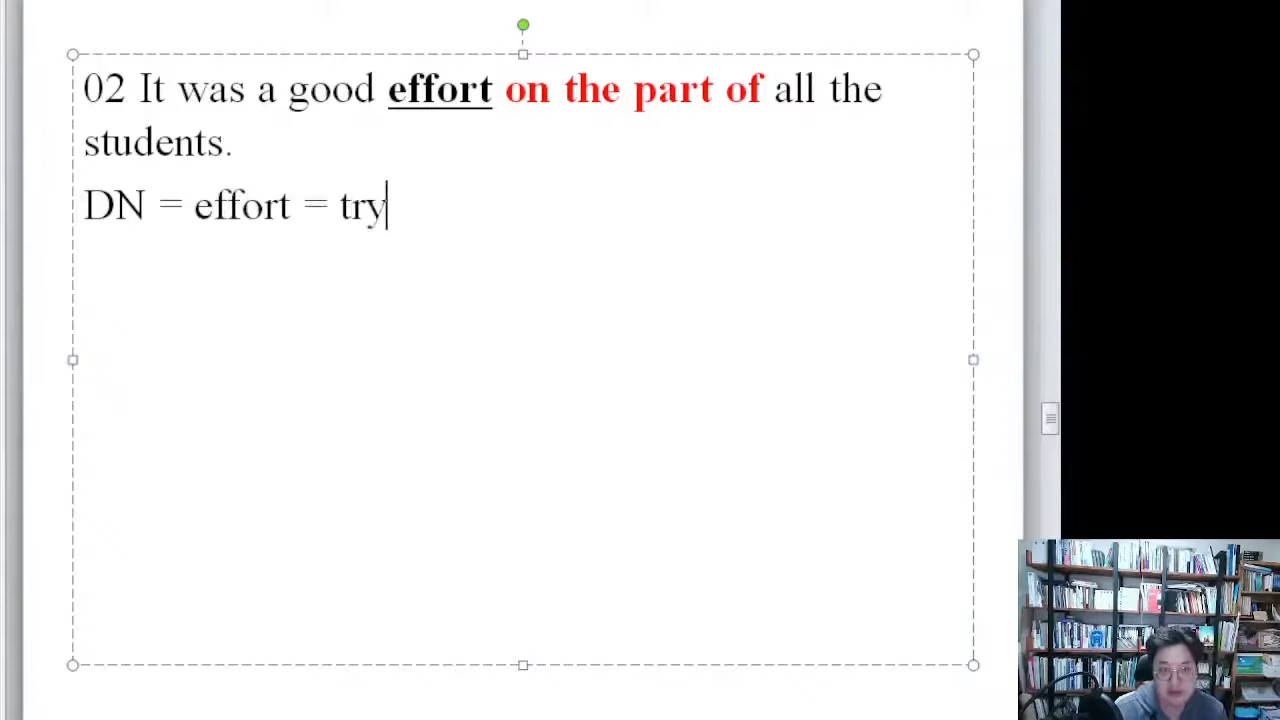 02 It was a good effort on the part of all the
students.
DN = effort = try